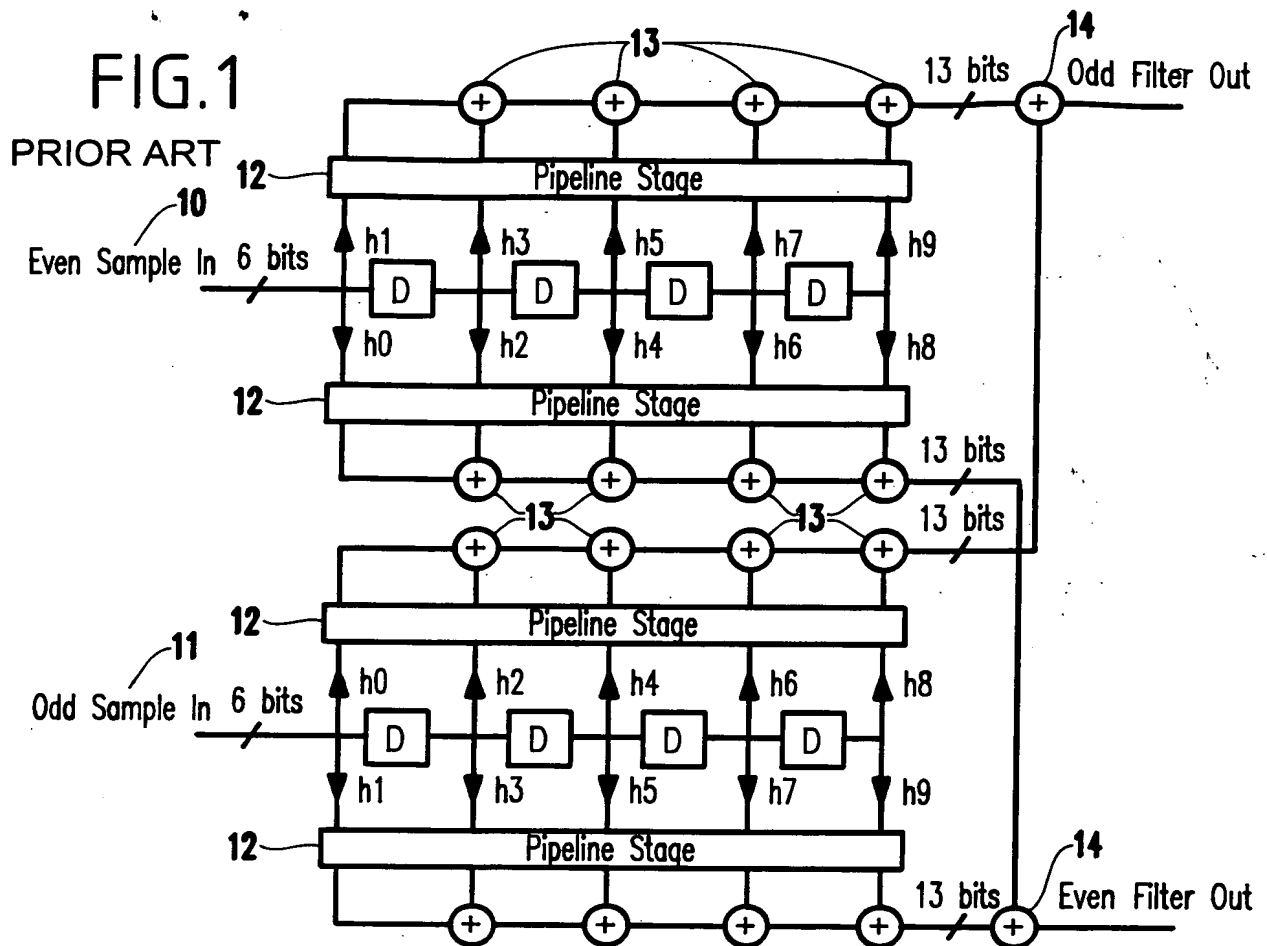 FIG.1
PRIOR ART
13
14
13 bits
Odd Filter Out
+ + + + +
12
Pipeline Stage
10
Even Sample In
6 bits
h1 h3 h5 h7 h9
D D D D
h0 h2 h4 h6 h8
12
Pipeline Stage
13 bits
+ + + +
13 13
13 bits
+ + + +
12
Pipeline Stage
11
Odd Sample In
6 bits
h0 h2 h4 h6 h8
D D D D
h1 h3 h5 h7 h9
12
Pipeline Stage
14
13 bits
Even Filter Out
+ + + + +